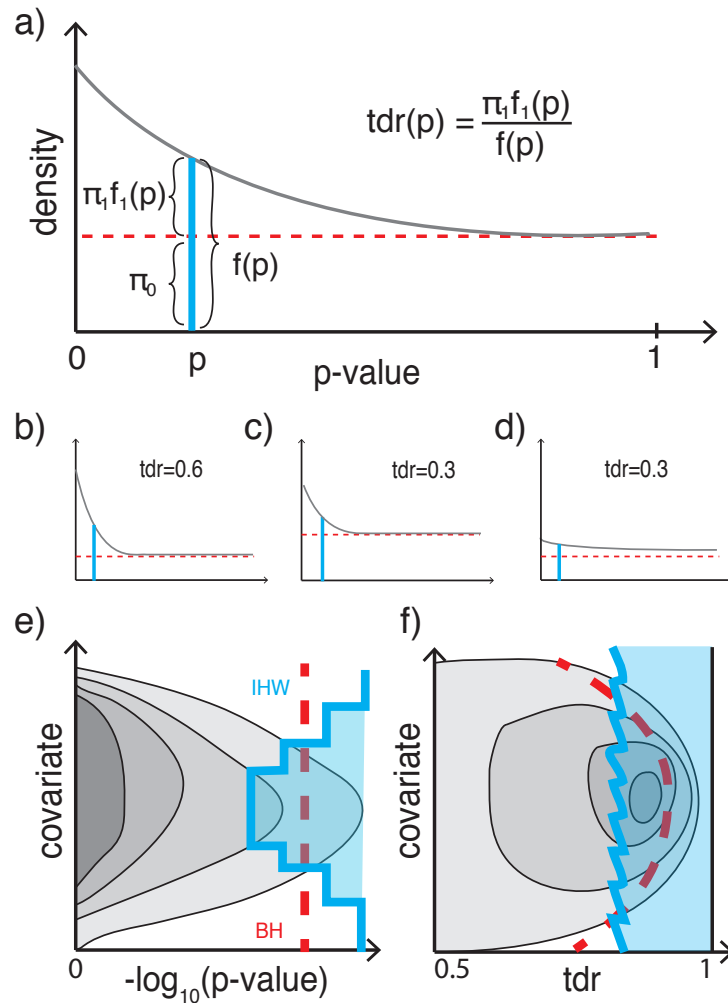 a)
density
tdr(p) = π₁f₁(p) / f(p)
π₁f₁(p)
π₀
f(p)
0 p 1
p-value
b) c) d)
tdr=0.6 tdr=0.3 tdr=0.3
e) f)
covariate
IHW
BH
0
-log₁₀(p-value)
covariate
0.5 1
tdr